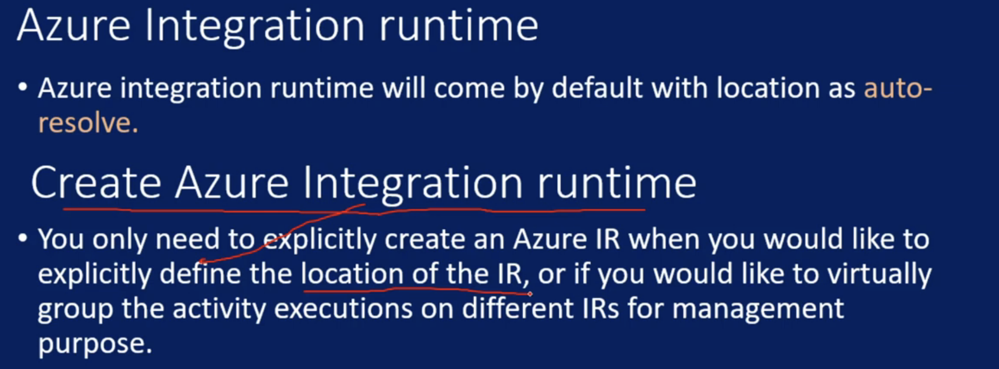 Azure Integration runtime
• Azure integration runtime will come by default with location as auto-
resolve.
Create Azure Integration runtime
• You only need to explicitly create an Azure IR when you would like to
explicitly define the location of the IR, or if you would like to virtually
group the activity executions on different IRs for management
purpose.